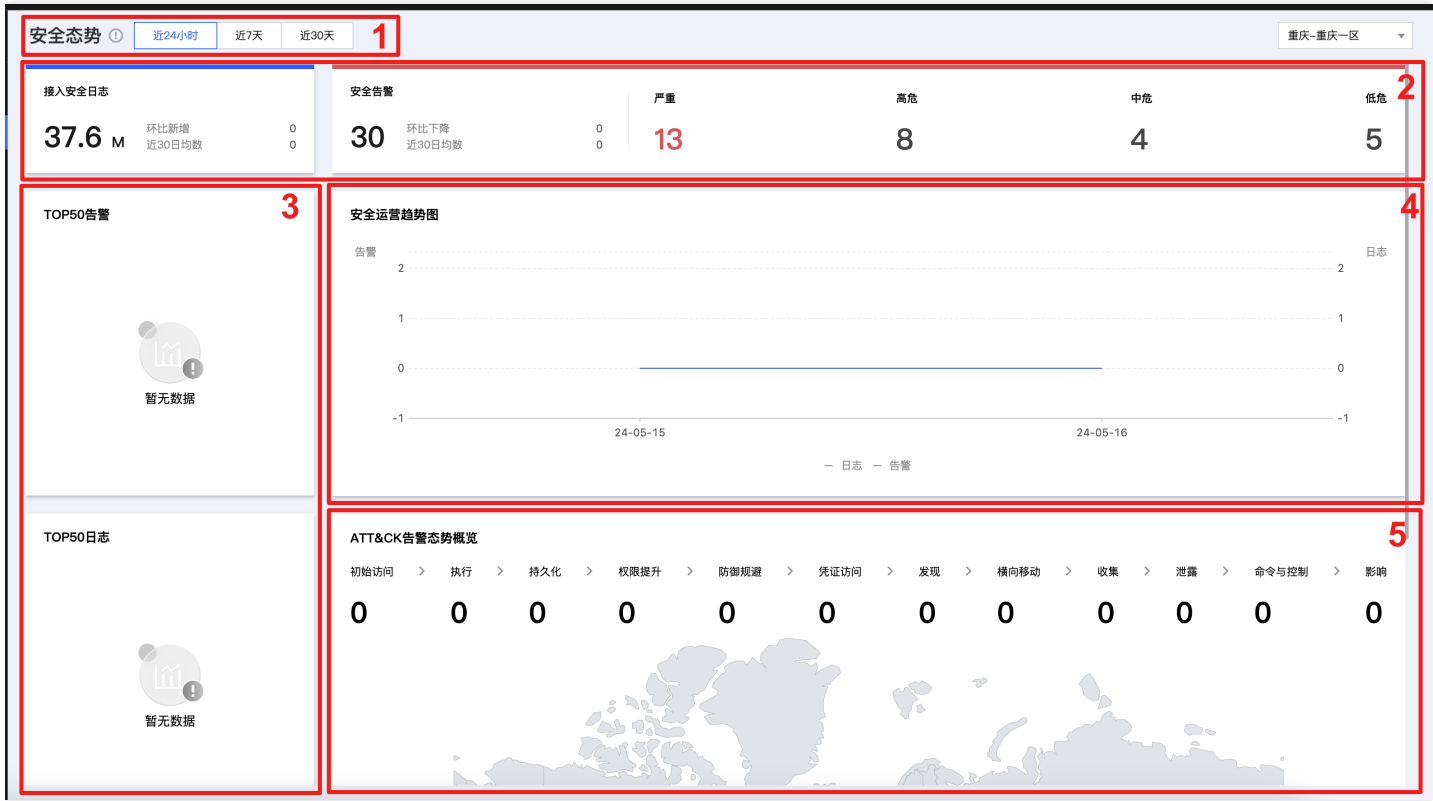 安全态势 近24小时 近7天 近30天 1 重庆-重庆一区
2
接入安全日志
37.6 M 环比新增 0
近30日均数 0
安全告警
30 环比下降 0
近30日均数 0
严重 高危 中危 低危
13 8 4 5
3
TOP50告警
暂无数据
TOP50日志
暂无数据
4
安全运营趋势图
告警 日志
2 2
1 1
0 0
-1 -1
24-05-15 24-05-16
日志 告警
5
ATT&CK告警态势概览
初始访问 > 执行 > 持久化 > 权限提升 > 防御规避 > 凭证访问 > 发现 > 横向移动 > 收集 > 泄露 > 命令与控制 > 影响
0 0 0 0 0 0 0 0 0 0 0 0